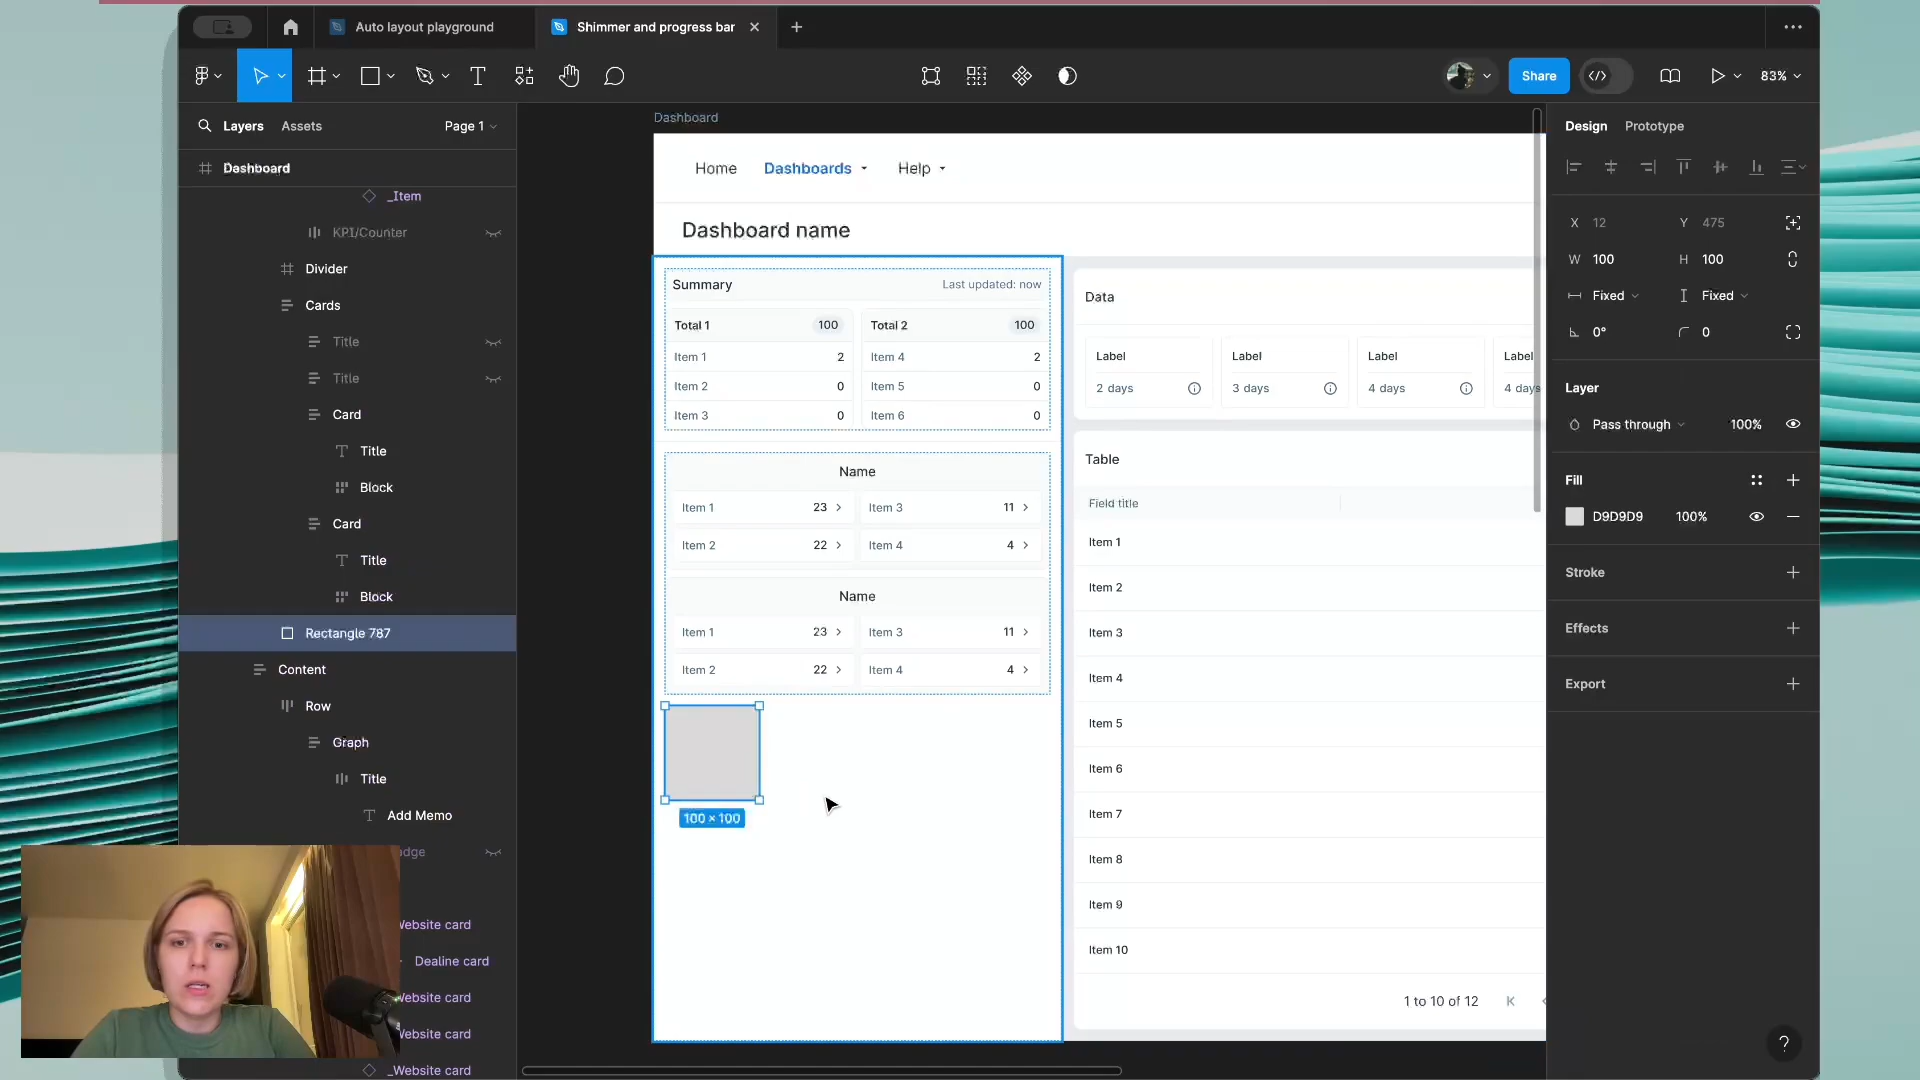 Auto layout playground
Shimmer and progress bar
Share
83%
Layers
Assets
Page 1
Dashboard
_Item
KPI/Counter
Divider
Cards
Title
Title
Card
Title
Block
Card
Title
Block
Rectangle 787
Content
Row
Graph
Title
Add Memo
Website card
Dealine card
Website card
Website card
_Website card
Dashboard
Home
Dashboards
Help
Dashboard name
Summary
Last updated: now
Total 1 100
Total 2 100
Item 1 2
Item 4 2
Item 2 0
Item 5 0
Item 3 0
Item 6 0
Name
Item 1 23
Item 3 11
Item 2 22
Item 4 4
Name
Item 1 23
Item 3 11
Item 2 22
Item 4 4
100 × 100
Data
Label
Label
Label
Label
2 days
3 days
4 days
4 days
Table
Field title
Item 1
Item 2
Item 3
Item 4
Item 5
Item 6
Item 7
Item 8
Item 9
Item 10
1 to 10 of 12
Design
Prototype
X 12
Y 475
W 100
H 100
Fixed
Fixed
0°
0
Layer
Pass through
100%
Fill
D9D9D9
100%
Stroke
Effects
Export
?